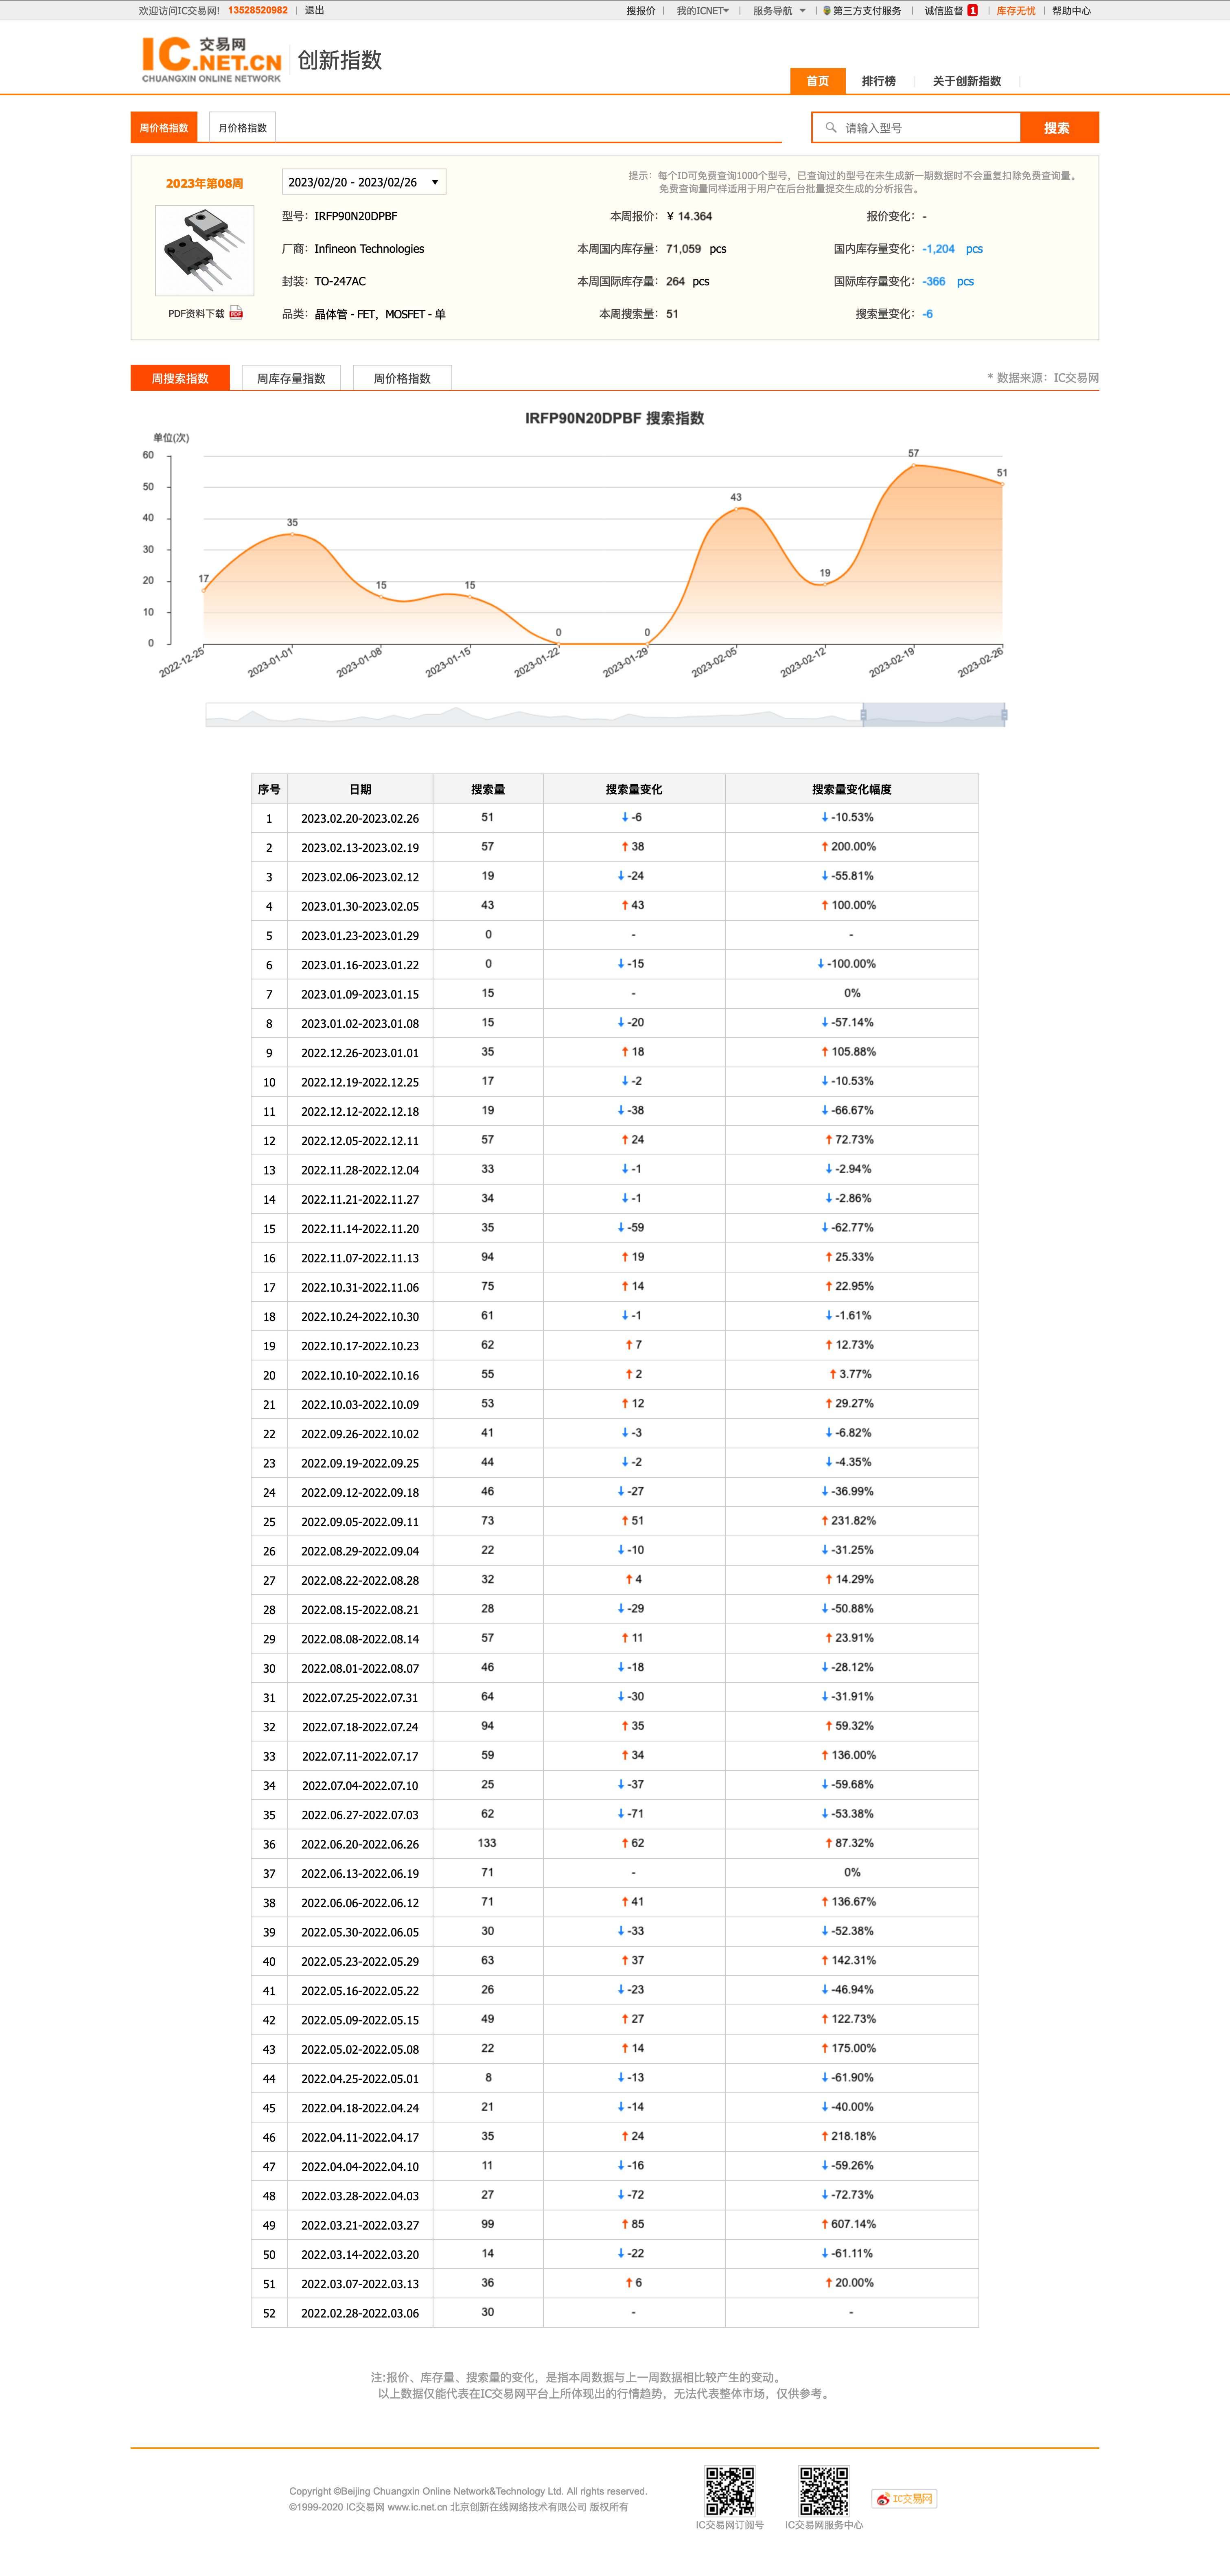 欢迎访问IC交易网! 13528520982 | 退出 搜报价 | 我的ICNET | 服务导航 | 第三方支付服务 | 诚信监督 1 | 库存无忧 | 帮助中心
IC交易网
.NET.CN 创新指数
CHUANGXIN ONLINE NETWORK
首页 排行榜 关于创新指数
周价格指数 月价格指数 请输入型号 搜索
2023年第08周 2023/02/20 - 2023/02/26
提示：每个ID可免费查询1000个型号，已查询过的型号在未生成新一期数据时不会重复扣除免费查询量。
免费查询量同样适用于用户在后台批量提交生成的分析报告。
型号：IRFP90N20DPBF 本周报价：¥ 14.364 报价变化：-
厂商：Infineon Technologies 本周国内库存量：71,059 pcs 国内库存量变化：-1,204 pcs
封装：TO-247AC 本周国际库存量：264 pcs 国际库存量变化：-366 pcs
PDF资料下载 PDF 品类：晶体管 - FET，MOSFET - 单 本周搜索量：51 搜索量变化：-6
周搜索指数 周库存量指数 周价格指数 * 数据来源：IC交易网
IRFP90N20DPBF 搜索指数
单位(次)
60
50
40
30
20
10
0
17 35 15 15 0 0 43 19 57 51
2022-12-25 2023-01-01 2023-01-08 2023-01-15 2023-01-22 2023-01-29 2023-02-05 2023-02-12 2023-02-19 2023-02-26
序号 日期 搜索量 搜索量变化 搜索量变化幅度
1 2023.02.20-2023.02.26 51 ↓-6 ↓-10.53%
2 2023.02.13-2023.02.19 57 ↑38 ↑200.00%
3 2023.02.06-2023.02.12 19 ↓-24 ↓-55.81%
4 2023.01.30-2023.02.05 43 ↑43 ↑100.00%
5 2023.01.23-2023.01.29 0 - -
6 2023.01.16-2023.01.22 0 ↓-15 ↓-100.00%
7 2023.01.09-2023.01.15 15 - 0%
8 2023.01.02-2023.01.08 15 ↓-20 ↓-57.14%
9 2022.12.26-2023.01.01 35 ↑18 ↑105.88%
10 2022.12.19-2022.12.25 17 ↓-2 ↓-10.53%
11 2022.12.12-2022.12.18 19 ↓-38 ↓-66.67%
12 2022.12.05-2022.12.11 57 ↑24 ↑72.73%
13 2022.11.28-2022.12.04 33 ↓-1 ↓-2.94%
14 2022.11.21-2022.11.27 34 ↓-1 ↓-2.86%
15 2022.11.14-2022.11.20 35 ↓-59 ↓-62.77%
16 2022.11.07-2022.11.13 94 ↑19 ↑25.33%
17 2022.10.31-2022.11.06 75 ↑14 ↑22.95%
18 2022.10.24-2022.10.30 61 ↓-1 ↓-1.61%
19 2022.10.17-2022.10.23 62 ↑7 ↑12.73%
20 2022.10.10-2022.10.16 55 ↑2 ↑3.77%
21 2022.10.03-2022.10.09 53 ↑12 ↑29.27%
22 2022.09.26-2022.10.02 41 ↓-3 ↓-6.82%
23 2022.09.19-2022.09.25 44 ↓-2 ↓-4.35%
24 2022.09.12-2022.09.18 46 ↓-27 ↓-36.99%
25 2022.09.05-2022.09.11 73 ↑51 ↑231.82%
26 2022.08.29-2022.09.04 22 ↓-10 ↓-31.25%
27 2022.08.22-2022.08.28 32 ↑4 ↑14.29%
28 2022.08.15-2022.08.21 28 ↓-29 ↓-50.88%
29 2022.08.08-2022.08.14 57 ↑11 ↑23.91%
30 2022.08.01-2022.08.07 46 ↓-18 ↓-28.12%
31 2022.07.25-2022.07.31 64 ↓-30 ↓-31.91%
32 2022.07.18-2022.07.24 94 ↑35 ↑59.32%
33 2022.07.11-2022.07.17 59 ↑34 ↑136.00%
34 2022.07.04-2022.07.10 25 ↓-37 ↓-59.68%
35 2022.06.27-2022.07.03 62 ↓-71 ↓-53.38%
36 2022.06.20-2022.06.26 133 ↑62 ↑87.32%
37 2022.06.13-2022.06.19 71 - 0%
38 2022.06.06-2022.06.12 71 ↑41 ↑136.67%
39 2022.05.30-2022.06.05 30 ↓-33 ↓-52.38%
40 2022.05.23-2022.05.29 63 ↑37 ↑142.31%
41 2022.05.16-2022.05.22 26 ↓-23 ↓-46.94%
42 2022.05.09-2022.05.15 49 ↑27 ↑122.73%
43 2022.05.02-2022.05.08 22 ↑14 ↑175.00%
44 2022.04.25-2022.05.01 8 ↓-13 ↓-61.90%
45 2022.04.18-2022.04.24 21 ↓-14 ↓-40.00%
46 2022.04.11-2022.04.17 35 ↑24 ↑218.18%
47 2022.04.04-2022.04.10 11 ↓-16 ↓-59.26%
48 2022.03.28-2022.04.03 27 ↓-72 ↓-72.73%
49 2022.03.21-2022.03.27 99 ↑85 ↑607.14%
50 2022.03.14-2022.03.20 14 ↓-22 ↓-61.11%
51 2022.03.07-2022.03.13 36 ↑6 ↑20.00%
52 2022.02.28-2022.03.06 30 - -
注:报价、库存量、搜索量的变化，是指本周数据与上一周数据相比较产生的变动。
以上数据仅能代表在IC交易网平台上所体现出的行情趋势，无法代表整体市场，仅供参考。
Copyright ©Beijing Chuangxin Online Network&Technology Ltd. All rights reserved.
©1999-2020 IC交易网 www.ic.net.cn 北京创新在线网络技术有限公司 版权所有
IC交易网订阅号 IC交易网服务中心 IC交易网